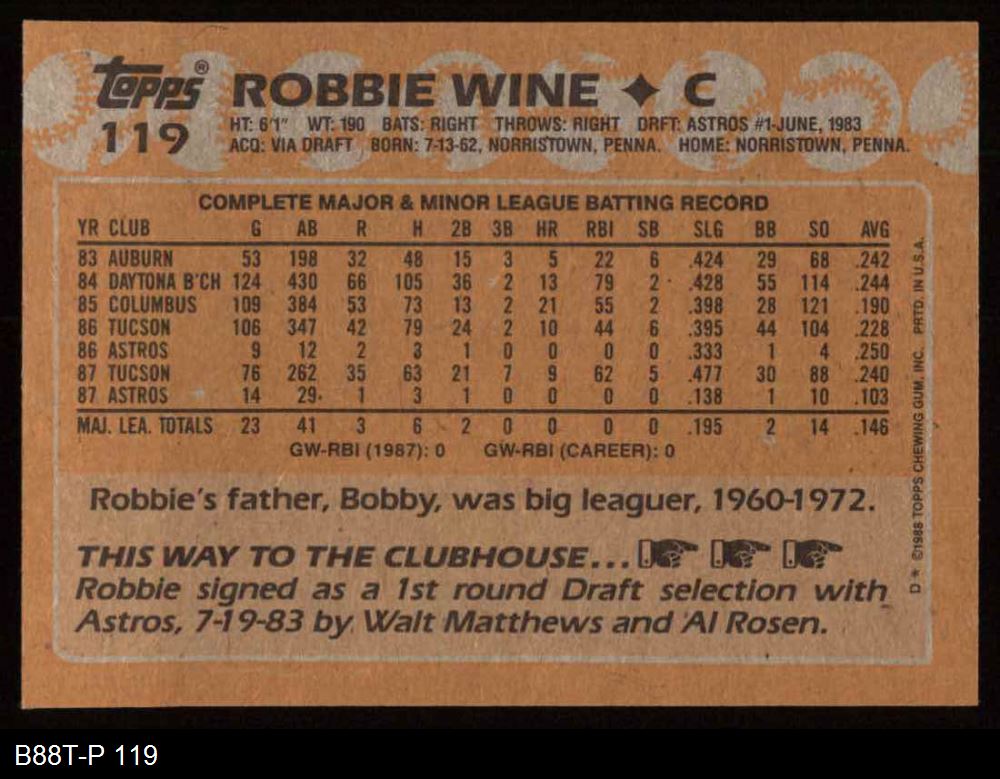 topps® ROBBIE WINE ♦ C
119
HT: 6'1" WT: 190 BATS: RIGHT THROWS: RIGHT DRFT: ASTROS #1-JUNE, 1983
ACQ: VIA DRAFT BORN: 7-13-62, NORRISTOWN, PENNA. HOME: NORRISTOWN, PENNA.
COMPLETE MAJOR & MINOR LEAGUE BATTING RECORD
YR CLUB G AB R H 2B 3B HR RBI SB SLG BB SO AVG
83 AUBURN 53 198 32 48 15 3 5 22 6 .424 29 68 .242
84 DAYTONA B'CH 124 430 66 105 36 2 13 79 2 .428 55 114 .244
85 COLUMBUS 109 384 53 73 13 2 21 55 2 .398 28 121 .190
86 TUCSON 106 347 42 79 24 2 10 44 6 .395 44 104 .228
86 ASTROS 9 12 2 3 1 0 0 0 0 .333 1 4 .250
87 TUCSON 76 262 35 63 21 7 9 62 5 .477 30 88 .240
87 ASTROS 14 29 1 3 1 0 0 0 0 .138 1 10 .103
MAJ. LEA. TOTALS 23 41 3 6 2 0 0 0 0 .195 2 14 .146
GW-RBI (1987): 0 GW-RBI (CAREER): 0
Robbie's father, Bobby, was big leaguer, 1960-1972.
THIS WAY TO THE CLUBHOUSE...
Robbie signed as a 1st round Draft selection with
Astros, 7-19-83 by Walt Matthews and Al Rosen.
D* ©1988 TOPPS CHEWING GUM, INC. PRTD. IN U.S.A.
B88T-P 119